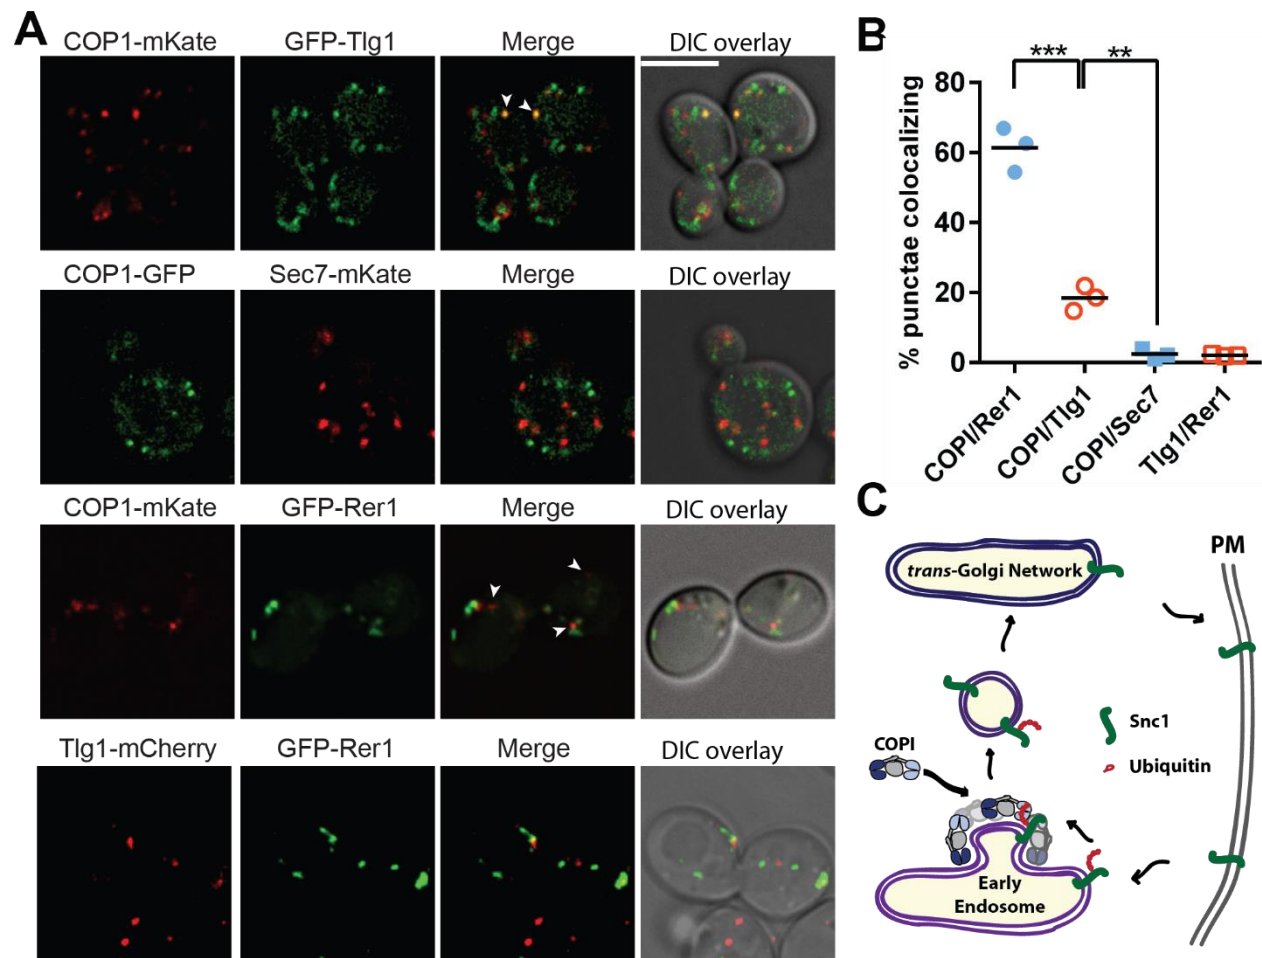 A
COP1-mKate GFP-Tlg1 Merge DIC overlay
COP1-GFP Sec7-mKate Merge DIC overlay
COP1-mKate GFP-Rer1 Merge DIC overlay
Tlg1-mCherry GFP-Rer1 Merge DIC overlay
B
*** **
% punctae colocalizing
80
60
40
20
0
COPI/Rer1
COPI/Tlg1
COPI/Sec7
Tlg1/Rer1
C
PM
trans-Golgi Network
Snc1
COPI
Ubiquitin
Early
Endosome